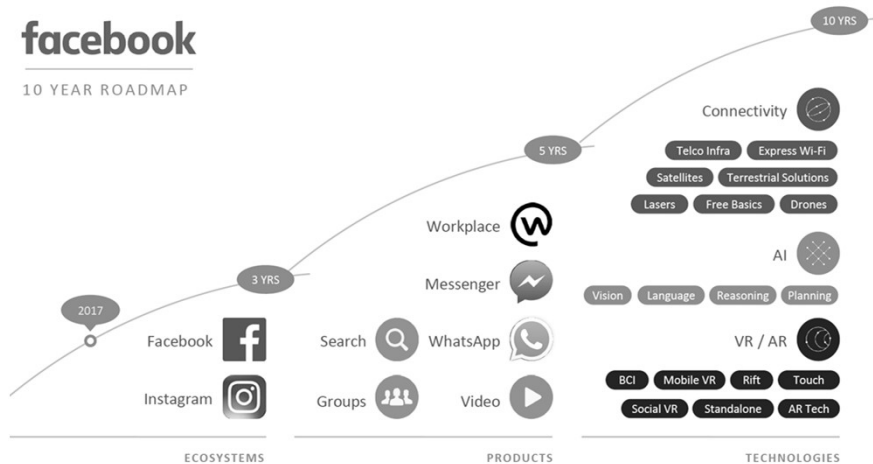 facebook
10 YEAR ROADMAP
2017
3 YRS
5 YRS
10 YRS
Facebook
Instagram
ECOSYSTEMS
Workplace
Messenger
Search
WhatsApp
Groups
Video
PRODUCTS
Connectivity
Telco Infra Express Wi-Fi
Satellites Terrestrial Solutions
Lasers Free Basics Drones
AI
Vision Language Reasoning Planning
VR / AR
BCI Mobile VR Rift Touch
Social VR Standalone AR Tech
TECHNOLOGIES